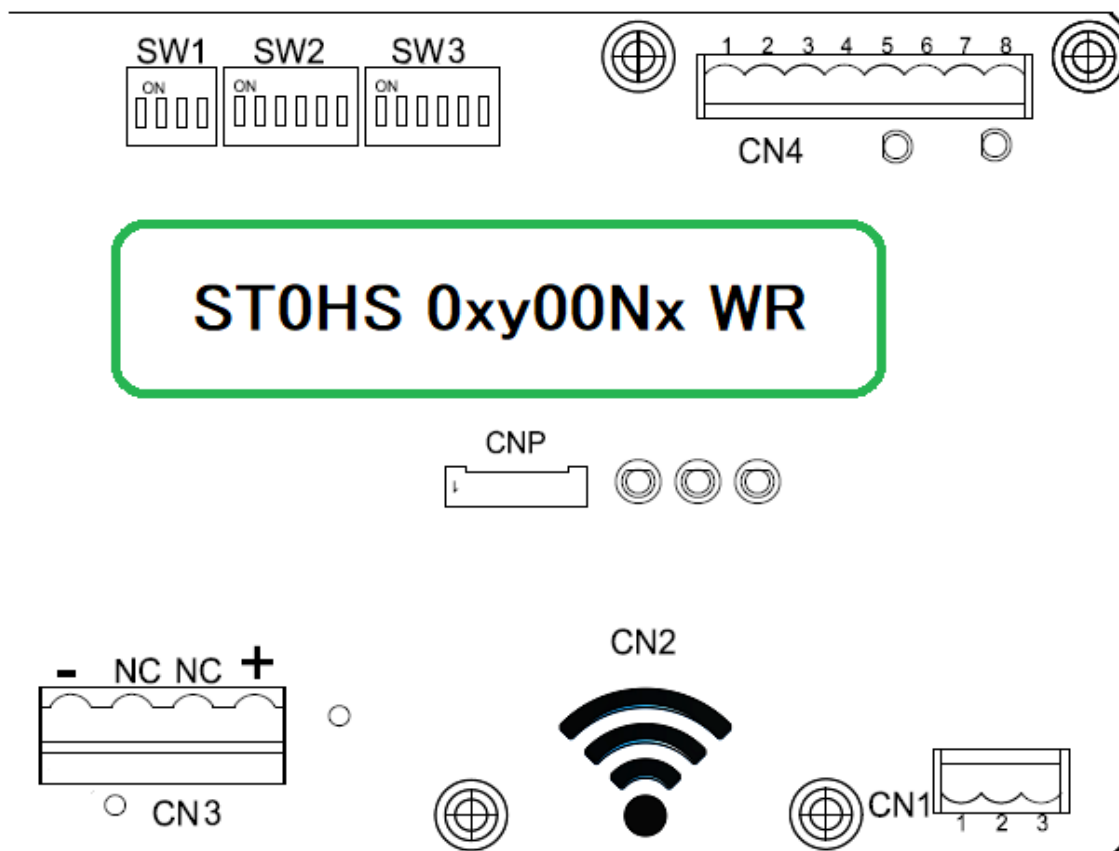 SW1 SW2 SW3
ON ON ON
1 2 3 4 5 6 7 8
CN4
ST0HS 0xy00Nx WR
CNP
1
CN2
- NC NC +
CN3
CN1
1 2 3